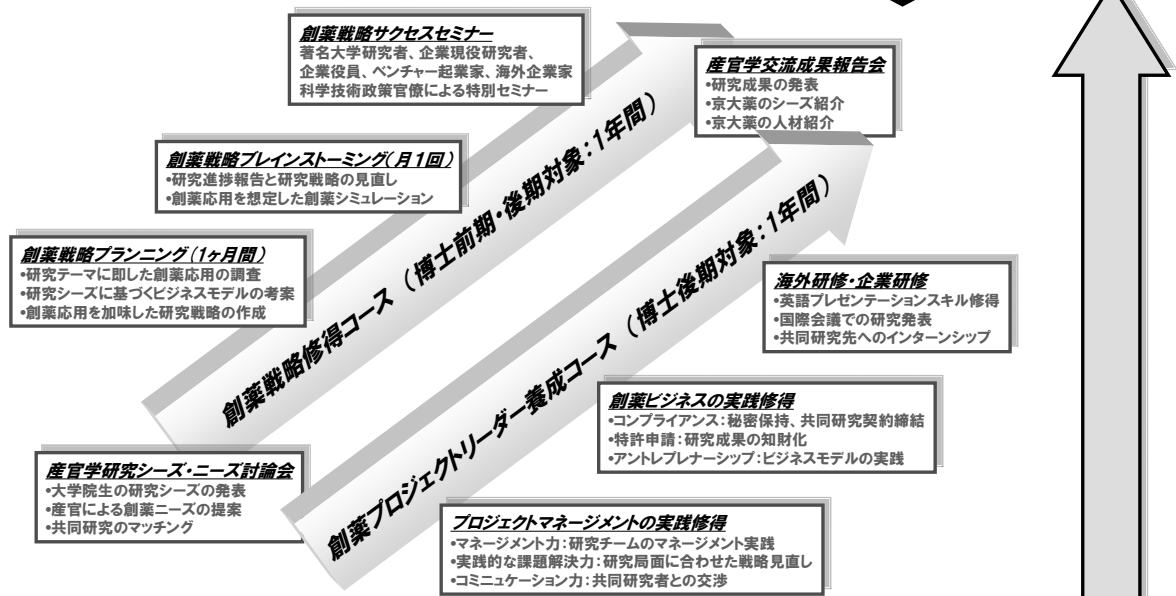 創薬戦略サクセスセミナー
著名大学研究者、企業現役研究者、
企業役員、ベンチャー起業家、海外企業家
科学技術政策官僚による特別セミナー
産官学交流成果報告会
•研究成果の発表
•京大薬のシーズ紹介
•京大薬の人材紹介
創薬戦略ブレインストーミング（月1回）
•研究進捗報告と研究戦略の見直し
•創薬応用を想定した創薬シミュレーション
創薬戦略プランニング（1ヶ月間）
•研究テーマに即した創薬応用の調査
•研究シーズに基づくビジネスモデルの考案
•創薬応用を加味した研究戦略の作成
創薬戦略修得コース（博士前期・後期対象：1年間）
創薬プロジェクトリーダー養成コース（博士後期対象：1年間）
海外研修・企業研修
•英語プレゼンテーションスキル修得
•国際会議での研究発表
•共同研究先へのインターンシップ
創薬ビジネスの実践修得
•コンプライアンス：秘密保持、共同研究契約締結
•特許申請：研究成果の知財化
•アントレプレナーシップ：ビジネスモデルの実践
産官学研究シーズ・ニーズ討論会
•大学院生の研究シーズの発表
•産官による創薬ニーズの提案
•共同研究のマッチング
プロジェクトマネージメントの実践修得
•マネージメント力：研究チームのマネージメント実践
•実践的な課題解決力：研究局面に合わせた戦略見直し
•コミニュケーション力：共同研究者との交渉